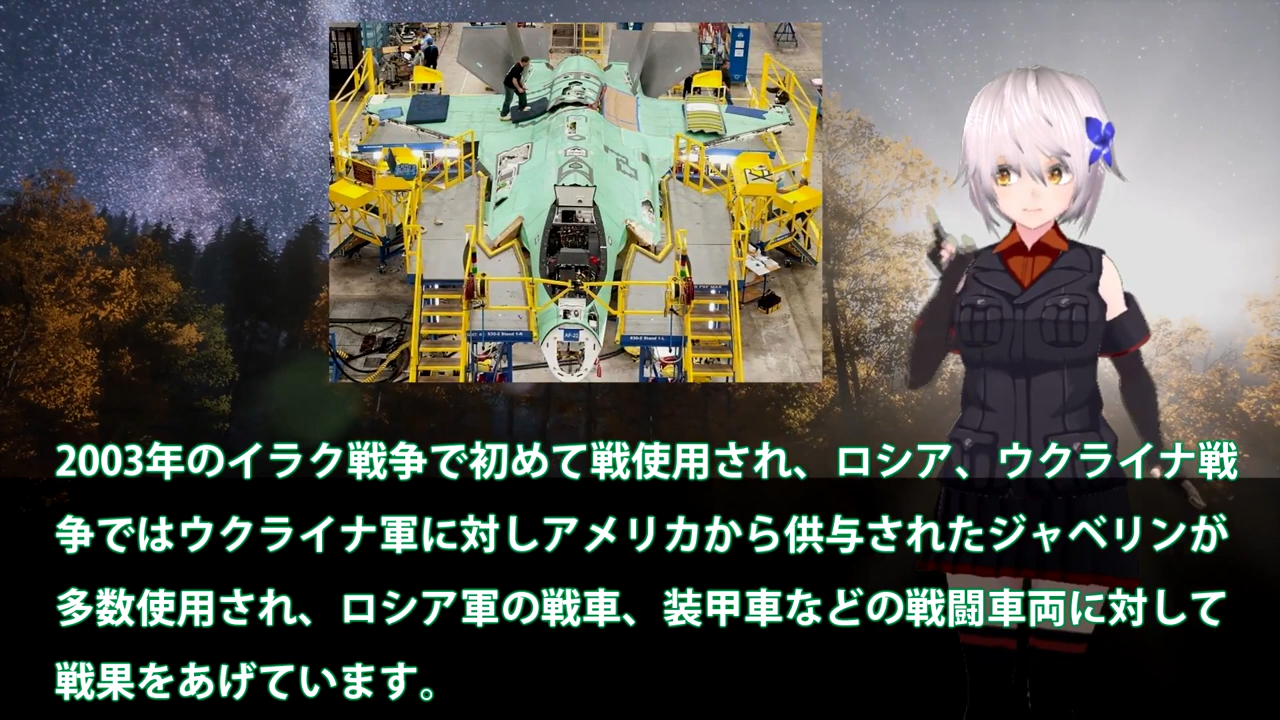 2003年のイラク戦争で初めて戦使用され、ロシア、ウクライナ戦
争ではウクライナ軍に対しアメリカから供与されたジャベリンが
多数使用され、ロシア軍の戦車、装甲車などの戦闘車両に対して
戦果をあげています。